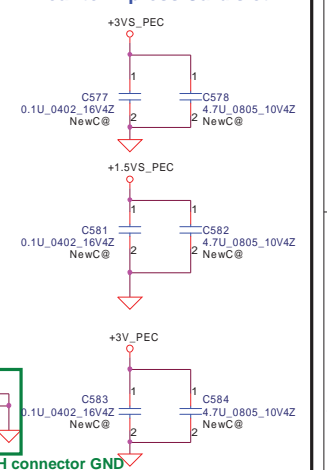 +3VS_PEC
1
1
C577
C578
0.1U_0402_16V4Z
4.7U_0805_10V4Z
2
2
NewC@
NewC@
+1.5VS_PEC
1
1
C581
C582
0.1U_0402_16V4Z
4.7U_0805_10V4Z
NewC@
NewC@
2
2
+3V_PEC
1
1
C583
C584
0.1U_0402_16V4Z
4.7U_0805_10V4Z
NewC@
NewC@
2
2
H connector GND